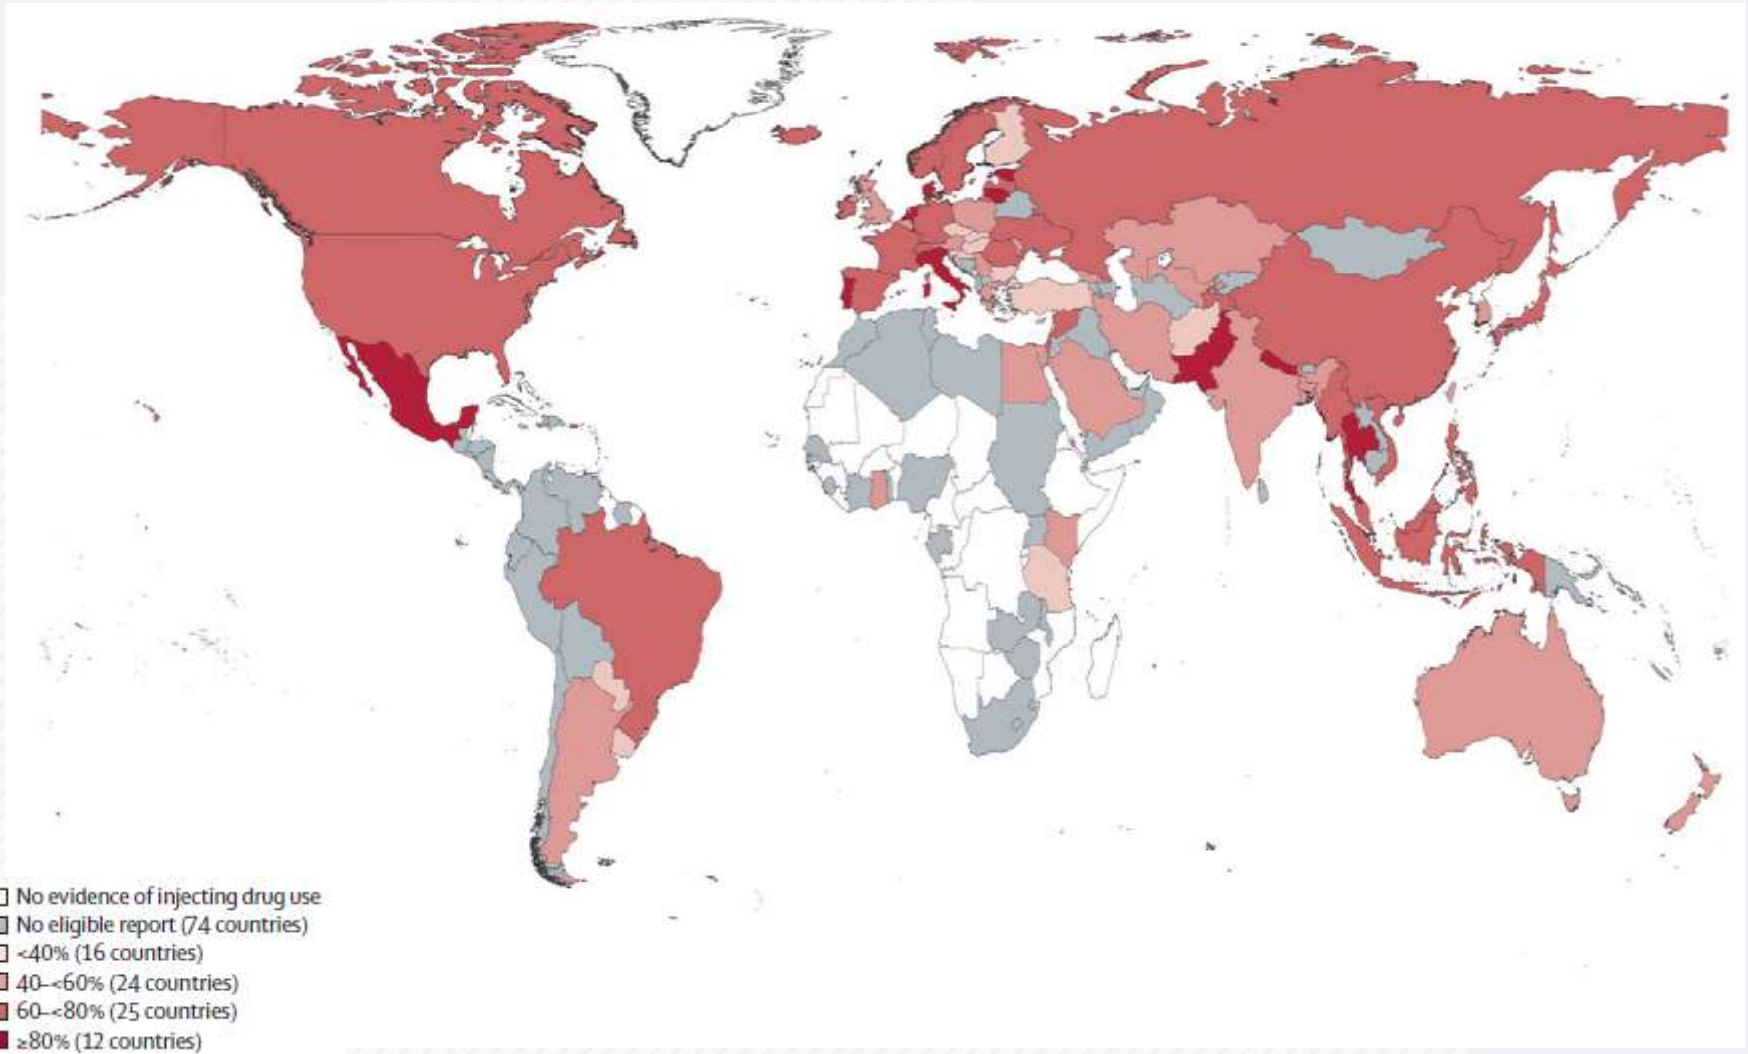 No evidence of injecting drug use
No eligible report (74 countries)
<40% (16 countries)
40–<60% (24 countries)
60–<80% (25 countries)
≥80% (12 countries)